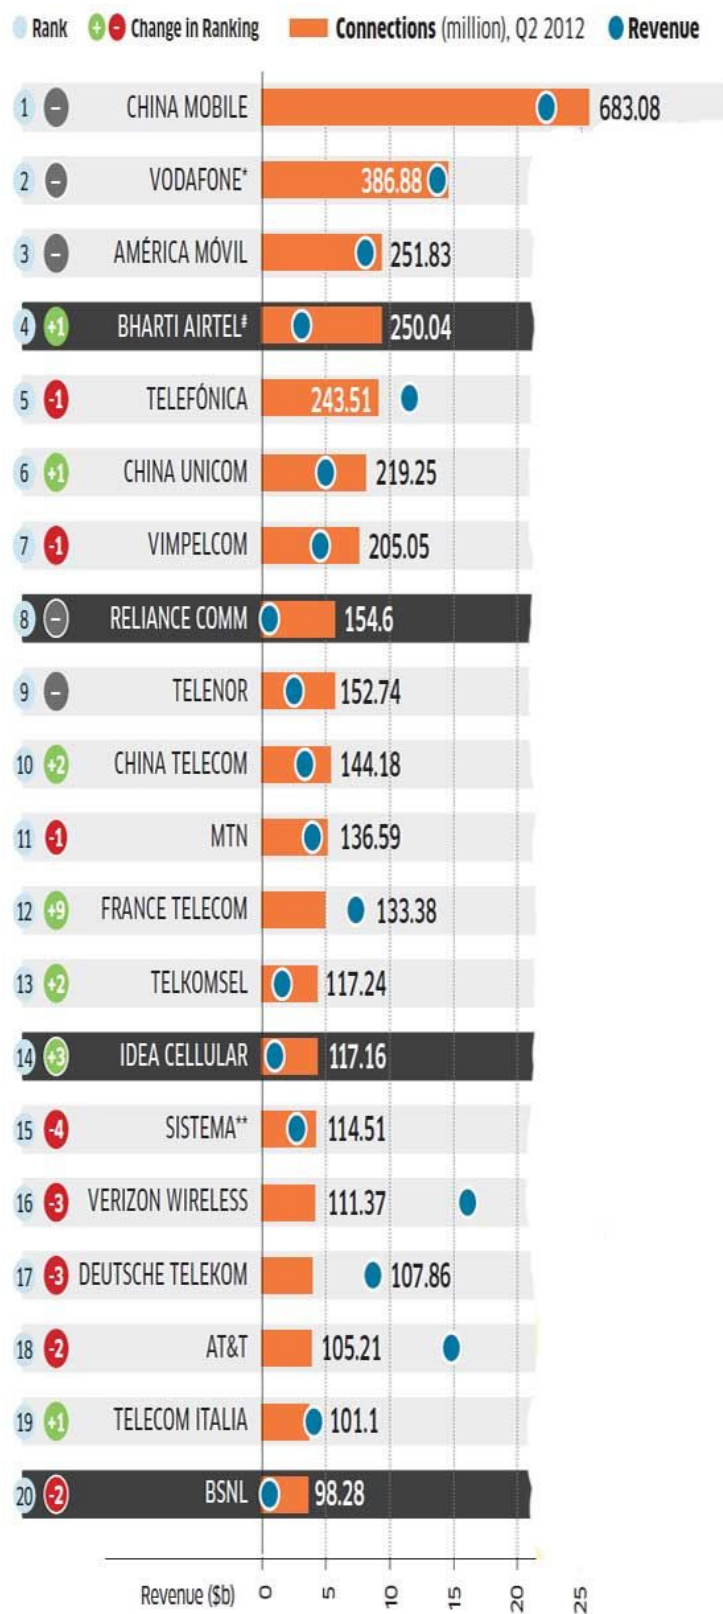 Rank + - Change in Ranking Connections (million), Q2 2012 Revenue
1 – CHINA MOBILE 683.08
2 – VODAFONE* 386.88
3 – AMÉRICA MÓVIL 251.83
4 +1 BHARTI AIRTEL# 250.04
5 -1 TELEFÓNICA 243.51
6 +1 CHINA UNICOM 219.25
7 -1 VIMPELCOM 205.05
8 – RELIANCE COMM 154.6
9 – TELENOR 152.74
10 +2 CHINA TELECOM 144.18
11 -1 MTN 136.59
12 +9 FRANCE TELECOM 133.38
13 +2 TELKOMSEL 117.24
14 +3 IDEA CELLULAR 117.16
15 -4 SISTEMA** 114.51
16 -3 VERIZON WIRELESS 111.37
17 -3 DEUTSCHE TELEKOM 107.86
18 -2 AT&T 105.21
19 +1 TELECOM ITALIA 101.1
20 -2 BSNL 98.28
Revenue ($b) 0 5 10 15 20 25